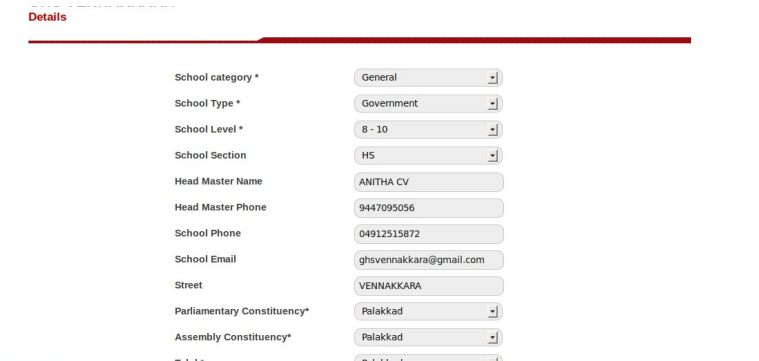 Details
School category * General
School Type * Government
School Level * 8 - 10
School Section HS
Head Master Name ANITHA CV
Head Master Phone 9447095056
School Phone 04912515872
School Email ghsvennakkara@gmail.com
Street VENNAKKARA
Parliamentary Constituency* Palakkad
Assembly Constituency* Palakkad